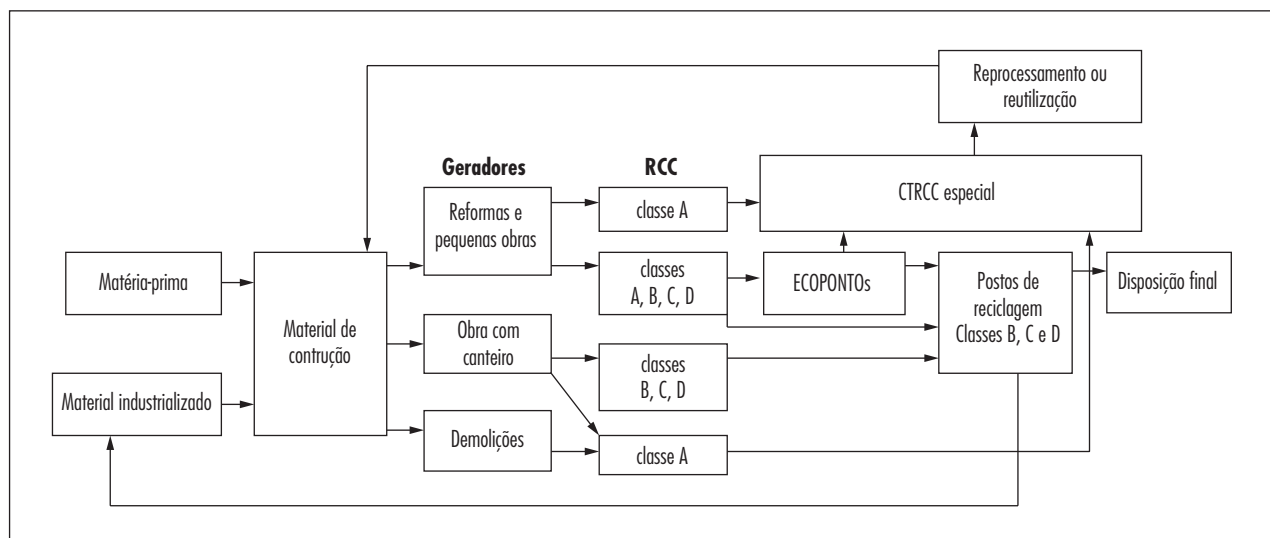 Reprocessamento ou
reutilização
Geradores
RCC
Reformas e
pequenas obras
classe A
CTRCC especial
Matéria-prima
Material de
contrução
classes
A, B, C, D
ECOPONTOs
Postos de
reciclagem
Classes B, C e D
Disposição final
Obra com
canteiro
classes
B, C, D
Material industrializado
Demolições
classe A